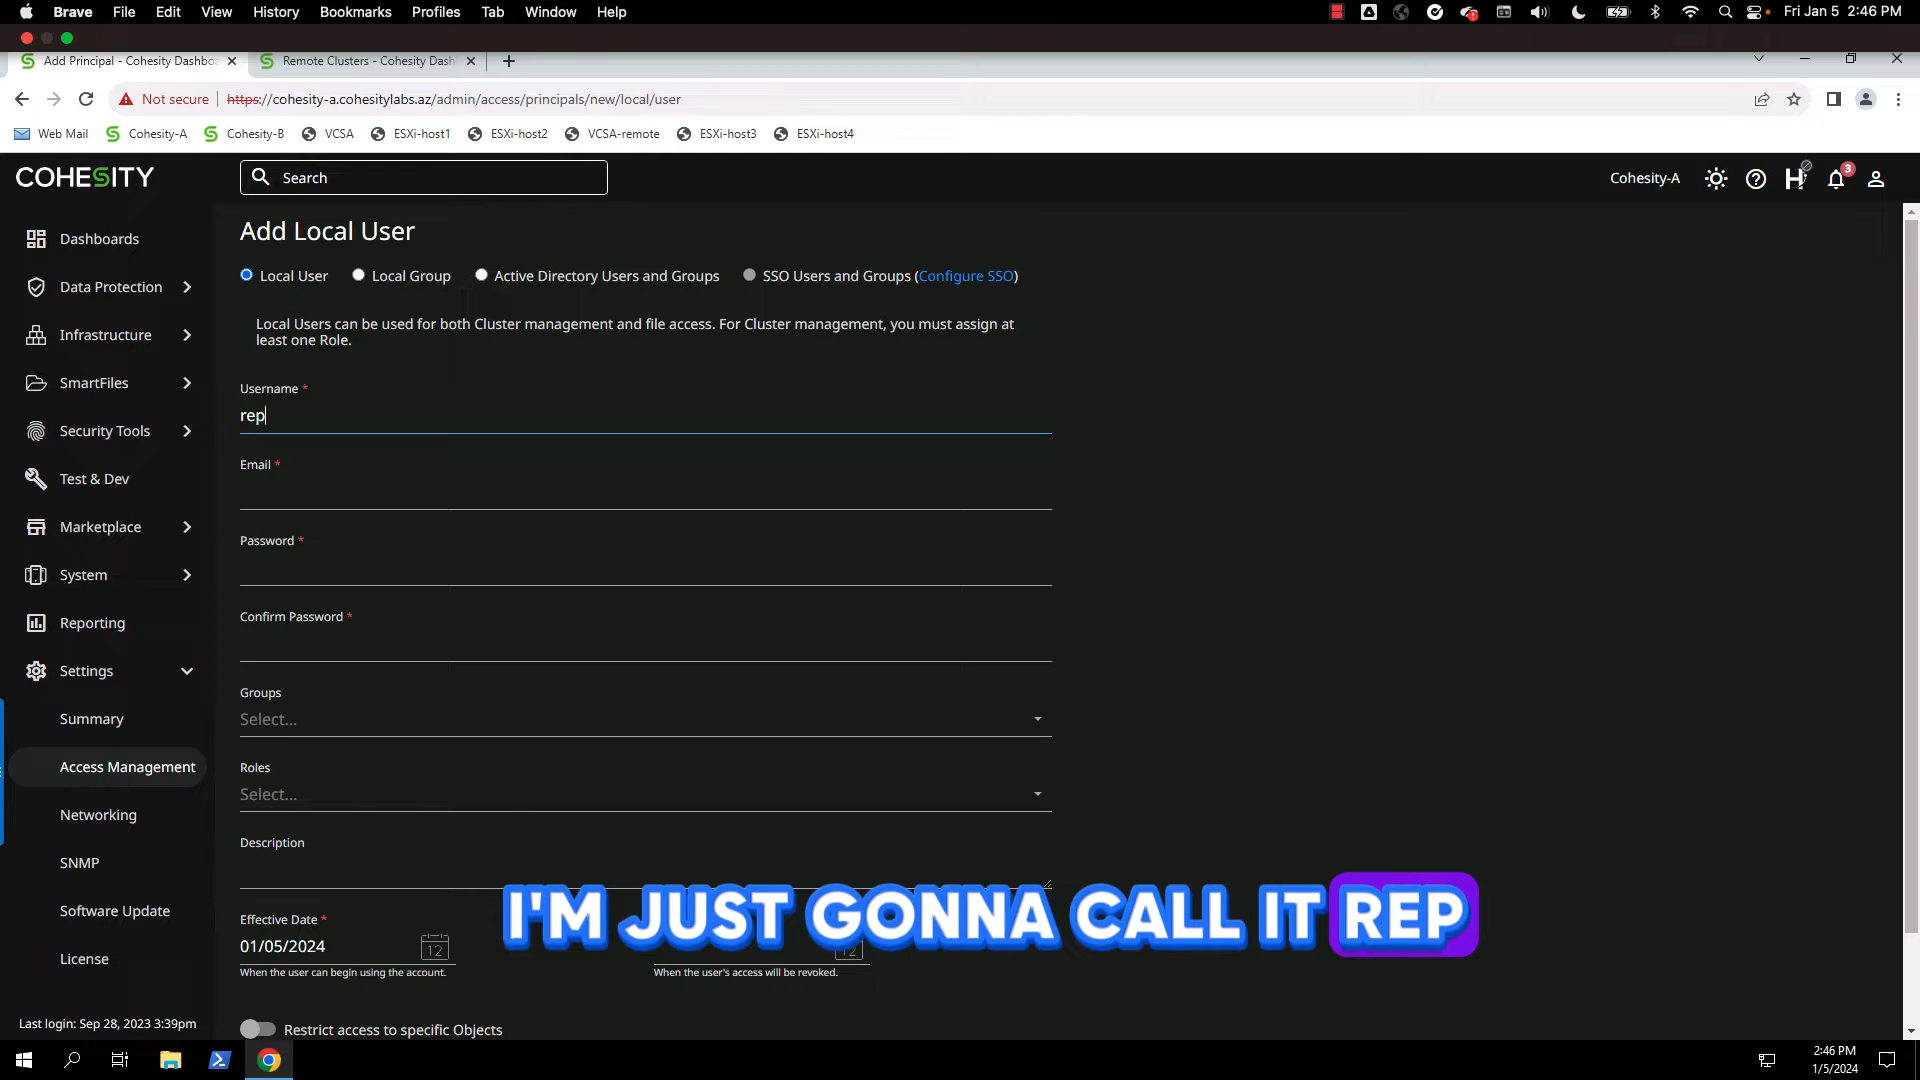 Brave File Edit View History Bookmarks Profiles Tab Window Help Fri Jan 5 2:46 PM
Add Principal - Cohesity Dashbo Remote Clusters - Cohesity Dash
Not secure https://cohesity-a.cohesitylabs.az/admin/access/principals/new/local/user
Web Mail Cohesity-A Cohesity-B VCSA ESXi-host1 ESXi-host2 VCSA-remote ESXi-host3 ESXi-host4
COHESITY Search Cohesity-A 3
Dashboards
Data Protection
Infrastructure
SmartFiles
Security Tools
Test & Dev
Marketplace
System
Reporting
Settings
Summary
Access Management
Networking
SNMP
Software Update
License
Last login: Sep 28, 2023 3:39pm
Add Local User
Local User Local Group Active Directory Users and Groups SSO Users and Groups (Configure SSO)
Local Users can be used for both Cluster management and file access. For Cluster management, you must assign at
least one Role.
Username *
rep
Email *
Password *
Confirm Password *
Groups
Select...
Roles
Select...
Description
I'M JUST GONNA CALL IT REP
Effective Date *
01/05/2024 12 12
When the user can begin using the account. When the user's access will be revoked.
Restrict access to specific Objects
2:46 PM
1/5/2024